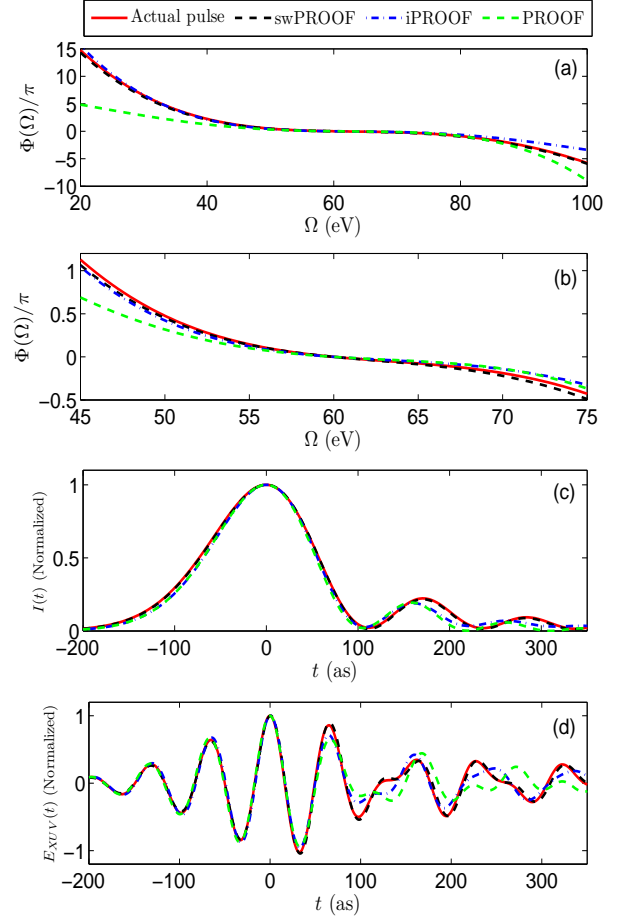 Actual pulse swPROOF iPROOF PROOF
(a)
Φ(Ω)/π
15
10
5
0
−5
−10
20 40 60 80 100
Ω (eV)
(b)
Φ(Ω)/π
1
0.5
0
−0.5
45 50 55 60 65 70 75
Ω (eV)
(c)
I(t) (Normalized)
1
0.5
0
−200 −100 0 100 200 300
t (as)
(d)
E_XUV(t) (Normalized)
1
0
−1
−200 −100 0 100 200 300
t (as)